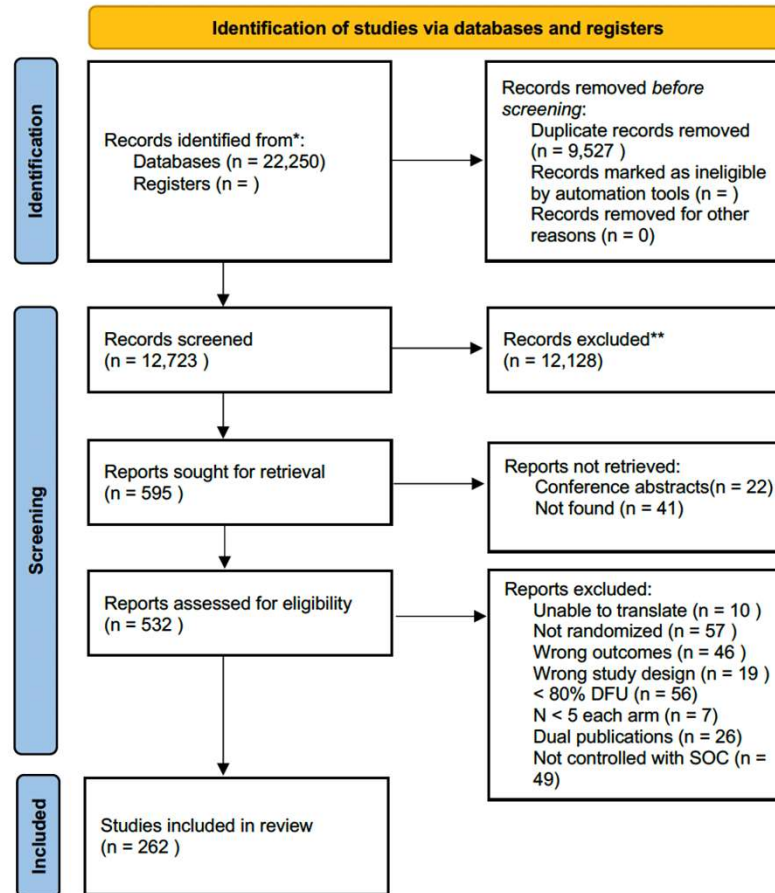 Identification of studies via databases and registers
Identification
Records identified from*:
Databases (n = 22,250)
Registers (n = )
Records removed before
screening:
Duplicate records removed
(n = 9,527 )
Records marked as ineligible
by automation tools (n = )
Records removed for other
reasons (n = 0)
Screening
Records screened
(n = 12,723 )
Records excluded**
(n = 12,128)
Reports sought for retrieval
(n = 595 )
Reports not retrieved:
Conference abstracts(n = 22)
Not found (n = 41)
Reports assessed for eligibility
(n = 532 )
Reports excluded:
Unable to translate (n = 10 )
Not randomized (n = 57 )
Wrong outcomes (n = 46 )
Wrong study design (n = 19 )
< 80% DFU (n = 56)
N < 5 each arm (n = 7)
Dual publications (n = 26)
Not controlled with SOC (n =
49)
Included
Studies included in review
(n = 262 )